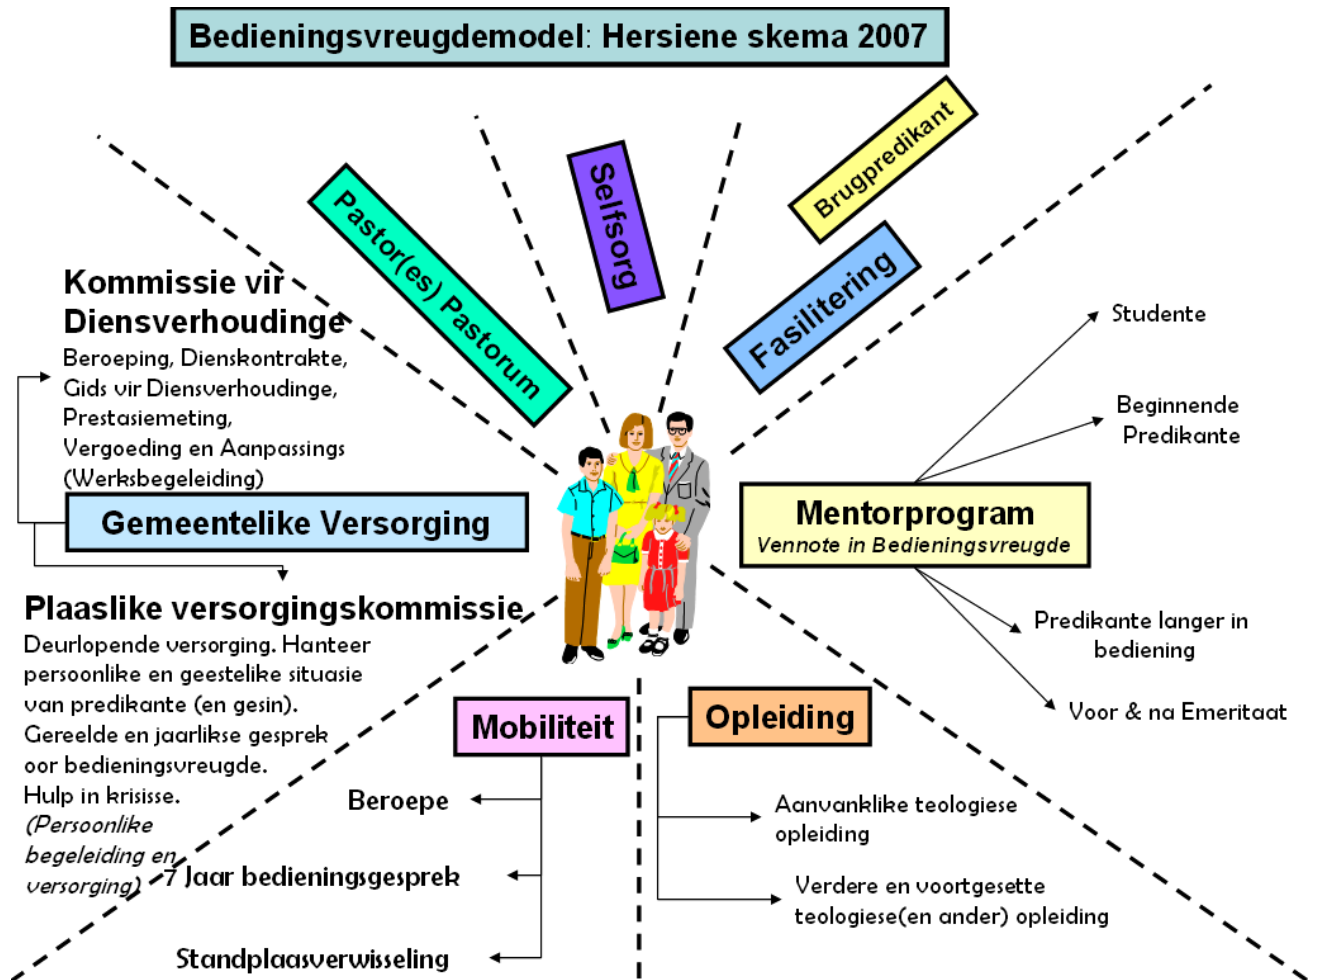 Bedieningsvreugdemodel: Hersiene skema 2007
Pastor(es) Pastorum
Selfsorg
Brugpredikant
Fasilitering
Kommissie vir
Diensverhoudinge
Beroeping, Dienskontrakte,
Gids vir Diensverhoudinge,
Prestasiemeting,
Vergoeding en Aanpassings
(Werksbegeleiding)
Gemeentelike Versorging
Plaaslike versorgingskommissie
Deurlopende versorging. Hanteer
persoonlike en geestelike situasie
van predikante (en gesin).
Gereelde en jaarlikse gesprek
oor bedieningsvreugde.
Hulp in krisisse.
(Persoonlike
begeleiding en
versorging)
Mentorprogram
Vennote in Bedieningsvreugde
Studente
Beginnende
Predikante
Predikante langer in
bediening
Voor & na Emeritaat
Mobiliteit
Beroepe
7 Jaar bedieningsgesprek
Standplaasverwisseling
Opleiding
Aanvanklike teologiese
opleiding
Verdere en voortgesette
teologiese(en ander) opleiding